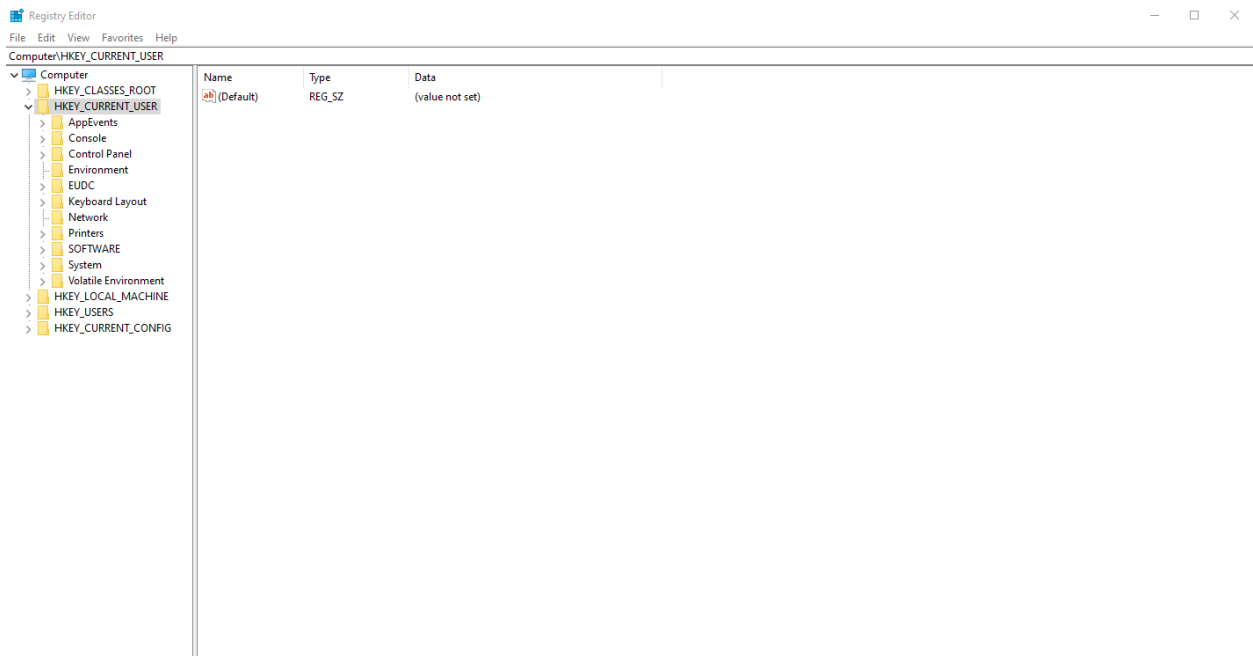 Registry Editor
File Edit View Favorites Help
Computer\HKEY_CURRENT_USER
Computer
HKEY_CLASSES_ROOT
HKEY_CURRENT_USER
AppEvents
Console
Control Panel
Environment
EUDC
Keyboard Layout
Network
Printers
SOFTWARE
System
Volatile Environment
HKEY_LOCAL_MACHINE
HKEY_USERS
HKEY_CURRENT_CONFIG
Name Type Data
ab (Default) REG_SZ (value not set)